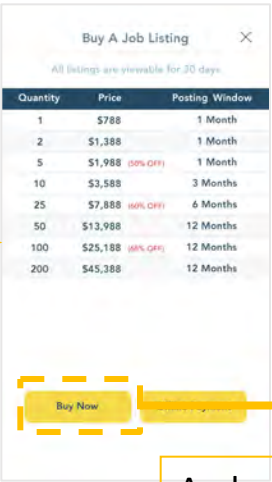 Buy A Job Listing ×
All listings are viewable for 30 days
Quantity Price Posting Window
1 $788 1 Month
2 $1,388 1 Month
5 $1,988 (50% OFF) 1 Month
10 $3,588 3 Months
25 $7,888 (60% OFF) 6 Months
50 $13,988 12 Months
100 $25,188 (68% OFF) 12 Months
200 $45,388 12 Months
Buy Now